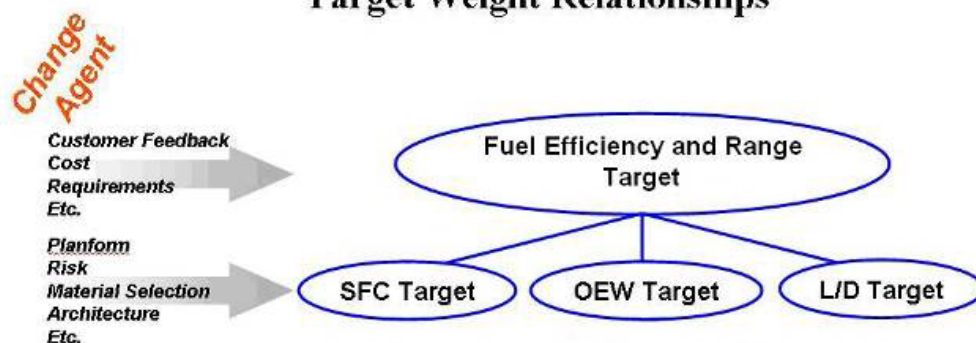 Target Weight Relationships
Change
Agent
Customer Feedback
Cost
Requirements
Etc.
Fuel Efficiency and Range
Target
Planform
Risk
Material Selection
Architecture
Etc.
SFC Target
OEW Target
L/D Target